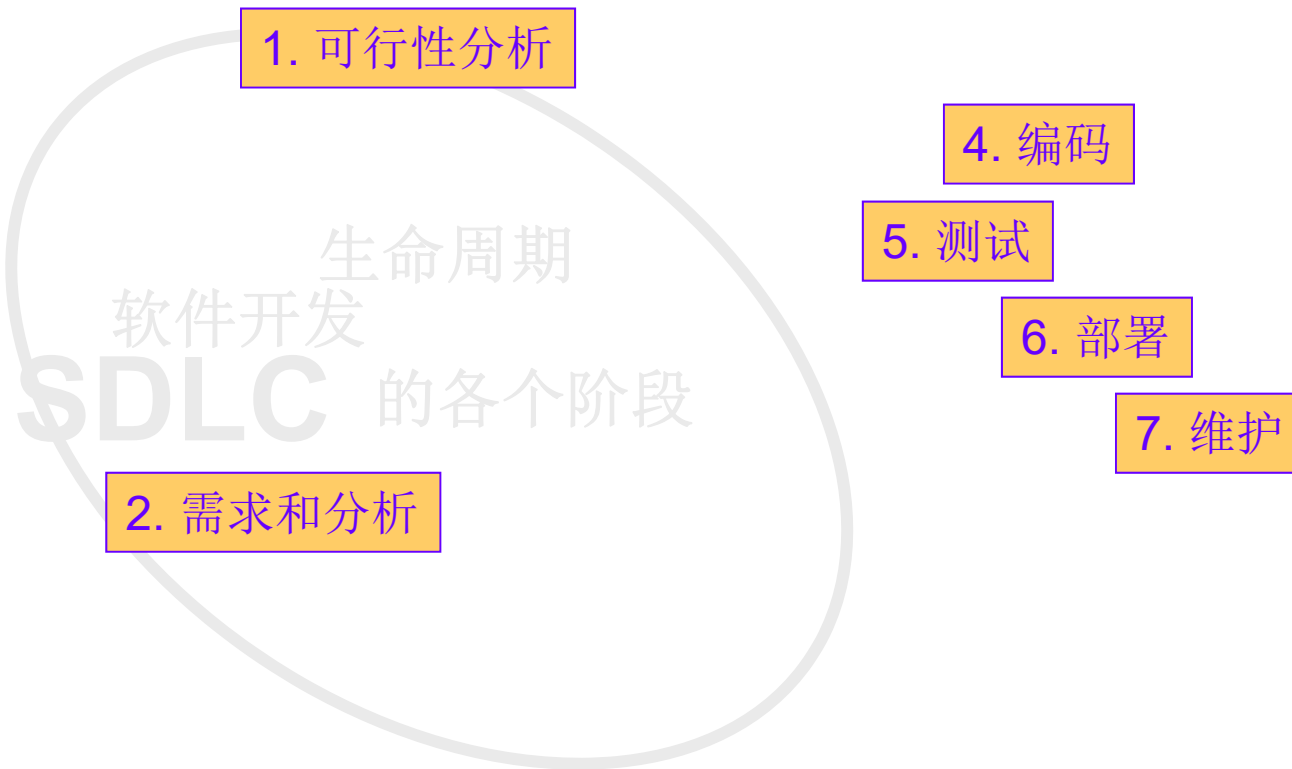 1. 可行性分析
4. 编码
5. 测试
生命周期
软件开发
6. 部署
SDLC 的各个阶段
7. 维护
2. 需求和分析